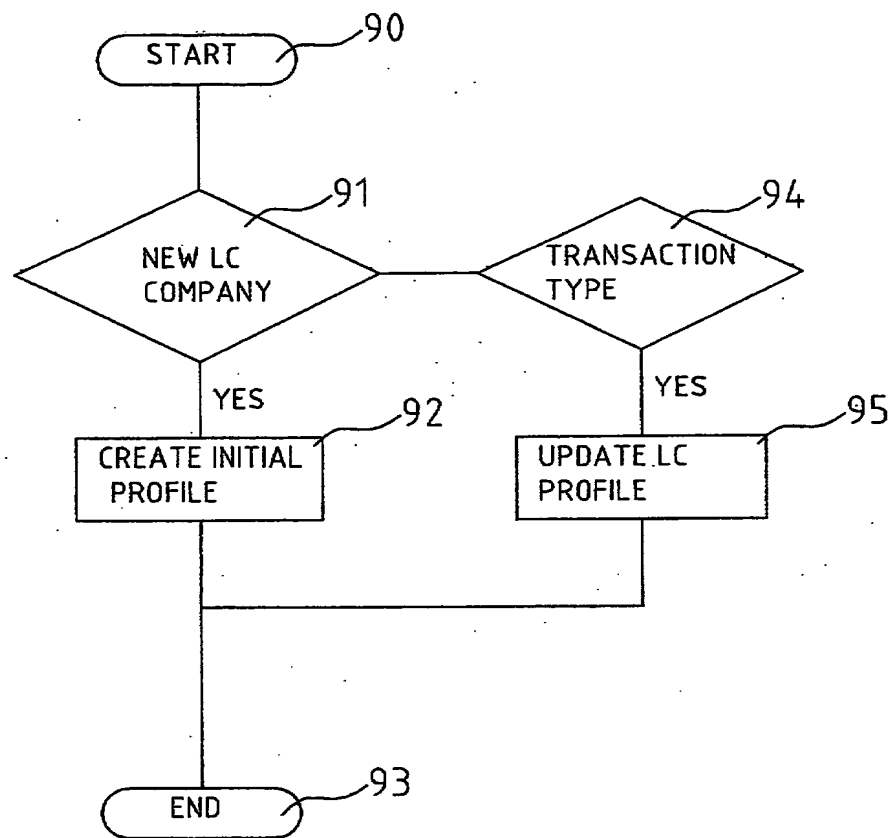 START
90
NEW LC
COMPANY
91
TRANSACTION
TYPE
94
YES
YES
CREATE INITIAL
PROFILE
92
UPDATE LC
PROFILE
95
END
93